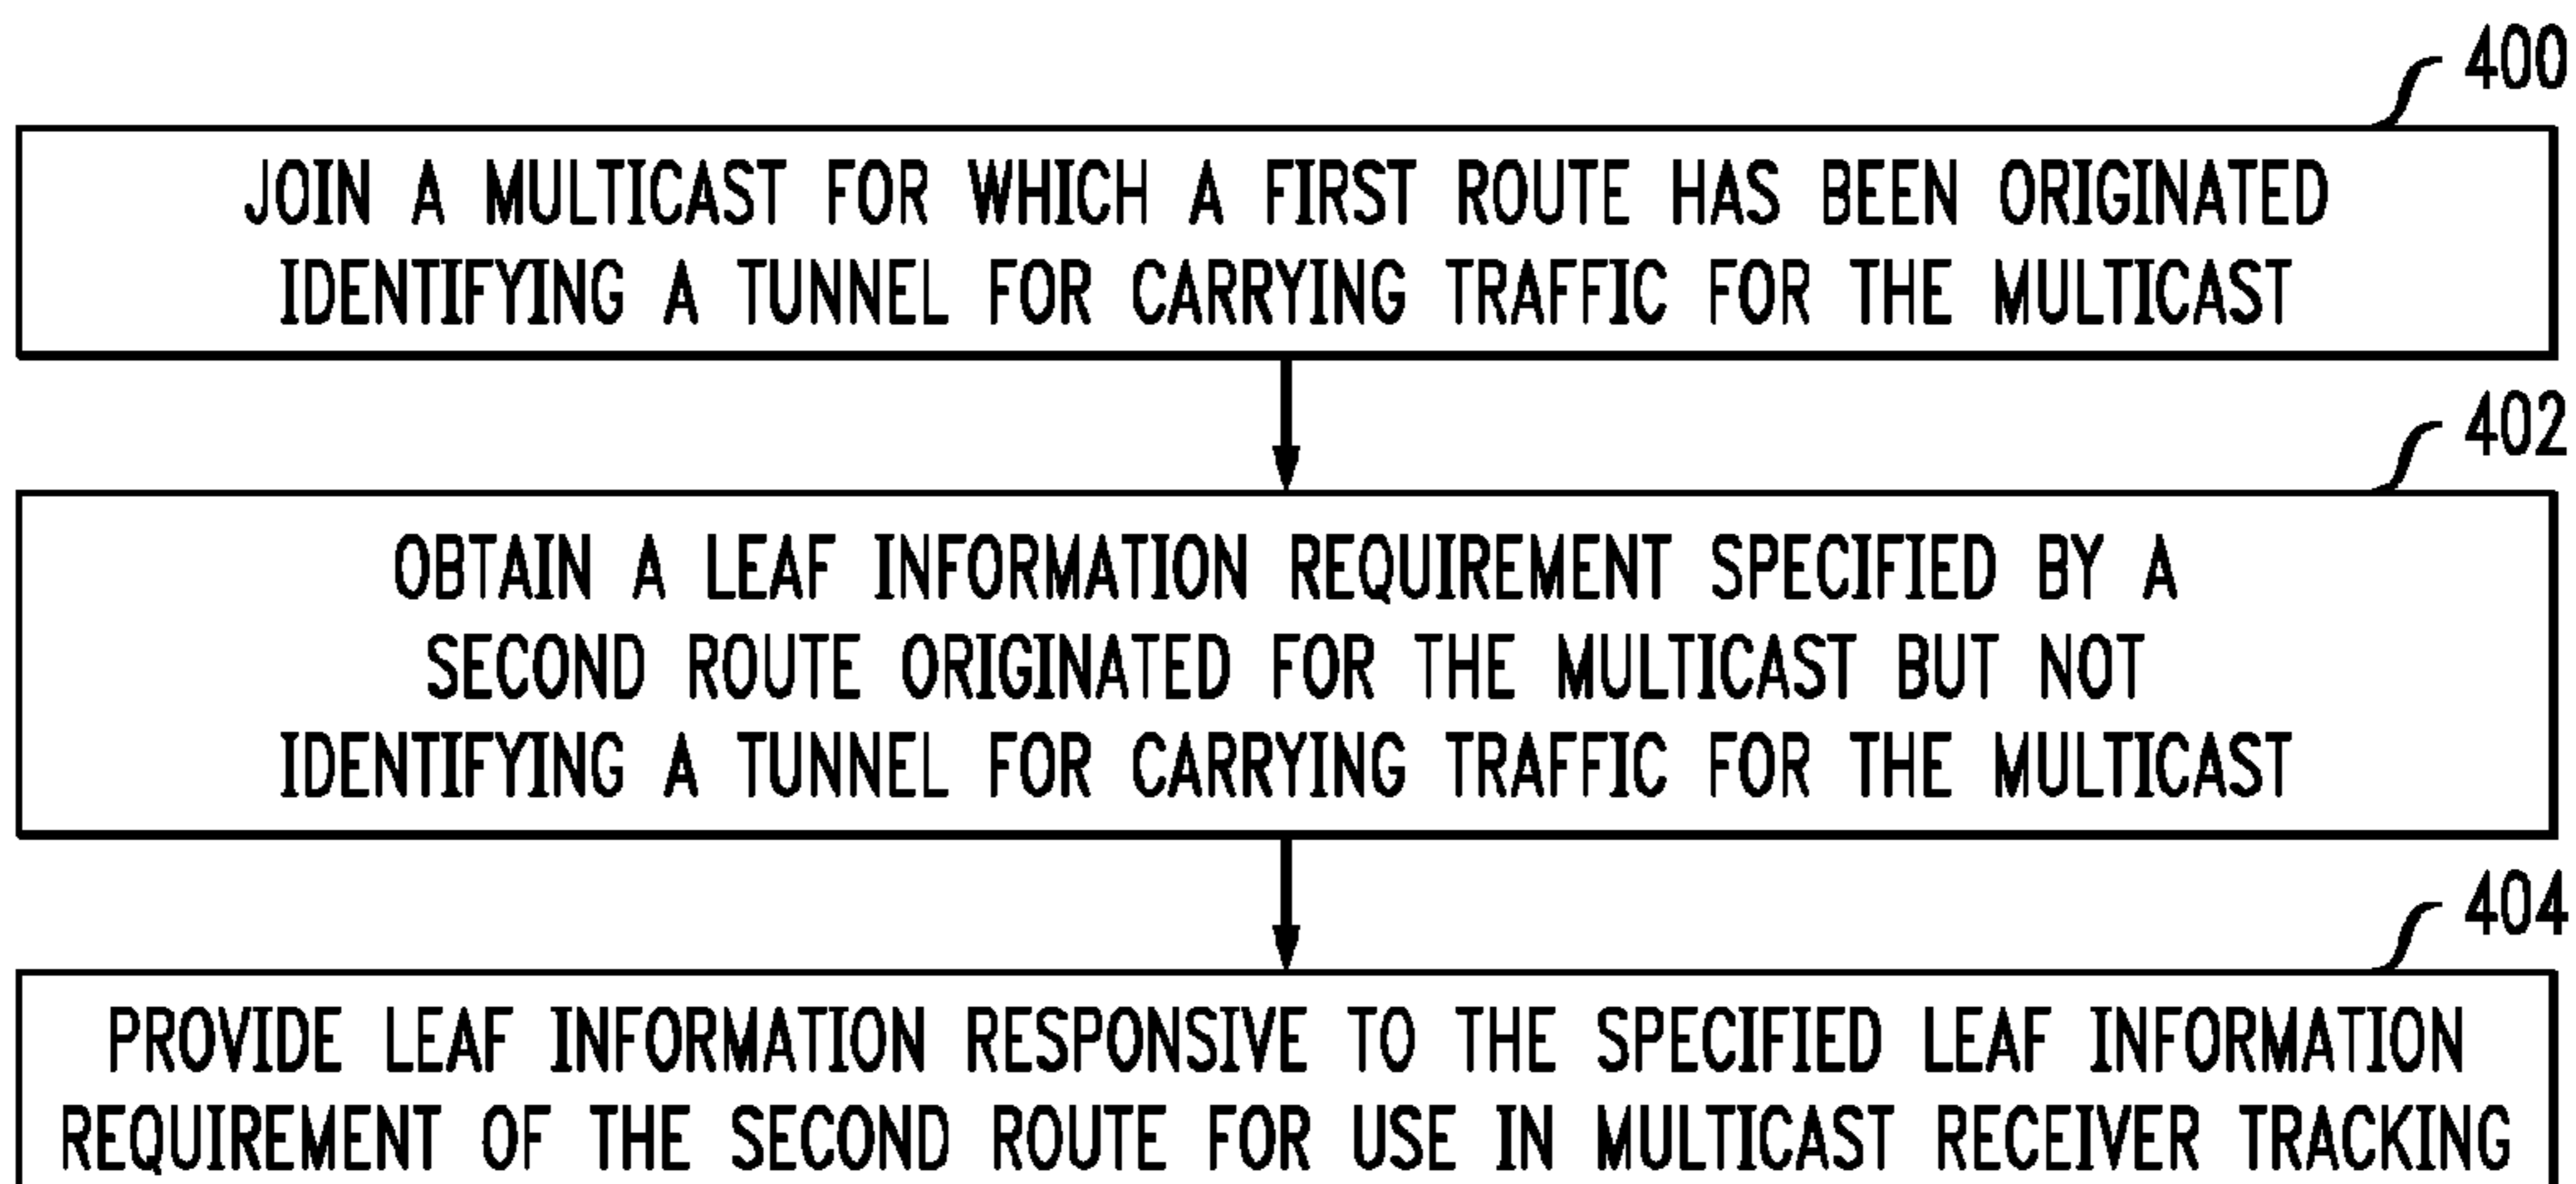 400
JOIN A MULTICAST FOR WHICH A FIRST ROUTE HAS BEEN ORIGINATED
IDENTIFYING A TUNNEL FOR CARRYING TRAFFIC FOR THE MULTICAST
402
OBTAIN A LEAF INFORMATION REQUIREMENT SPECIFIED BY A
SECOND ROUTE ORIGINATED FOR THE MULTICAST BUT NOT
IDENTIFYING A TUNNEL FOR CARRYING TRAFFIC FOR THE MULTICAST
404
PROVIDE LEAF INFORMATION RESPONSIVE TO THE SPECIFIED LEAF INFORMATION
REQUIREMENT OF THE SECOND ROUTE FOR USE IN MULTICAST RECEIVER TRACKING